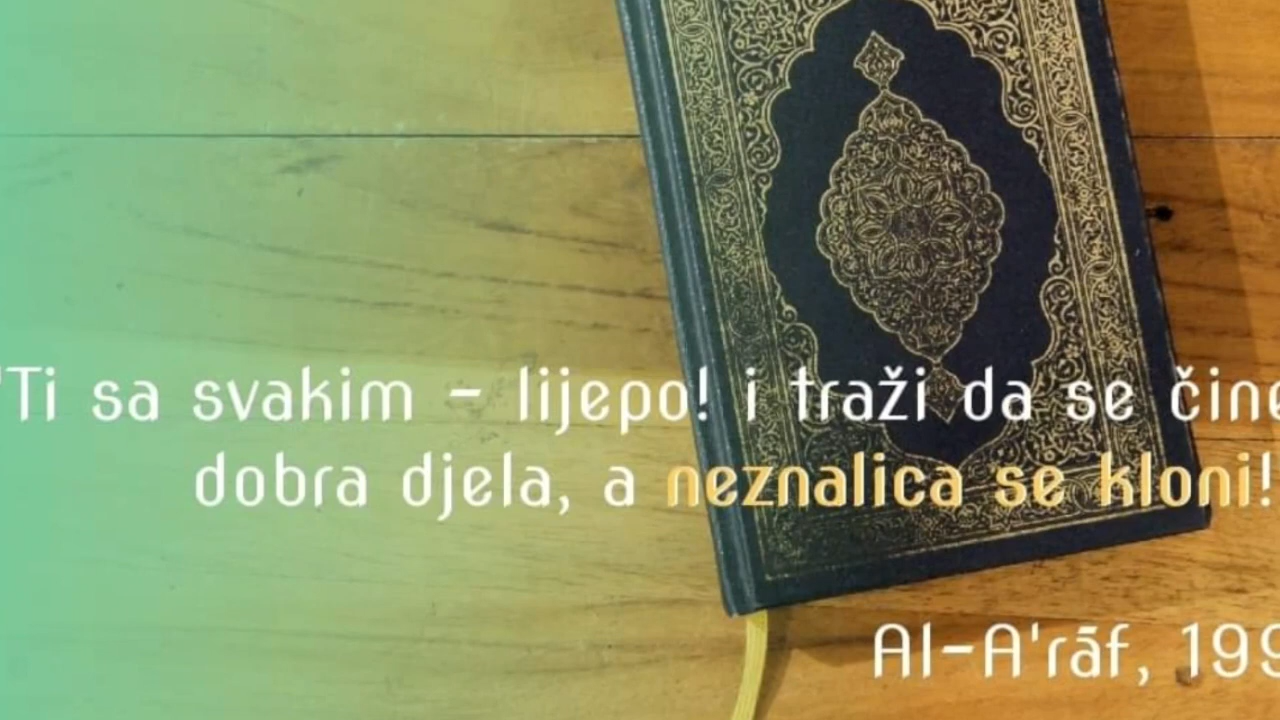 "Ti sa svakim - lijepo! i traži da se čine
dobra djela, a neznalica se kloni!
Al-A'rāf, 199